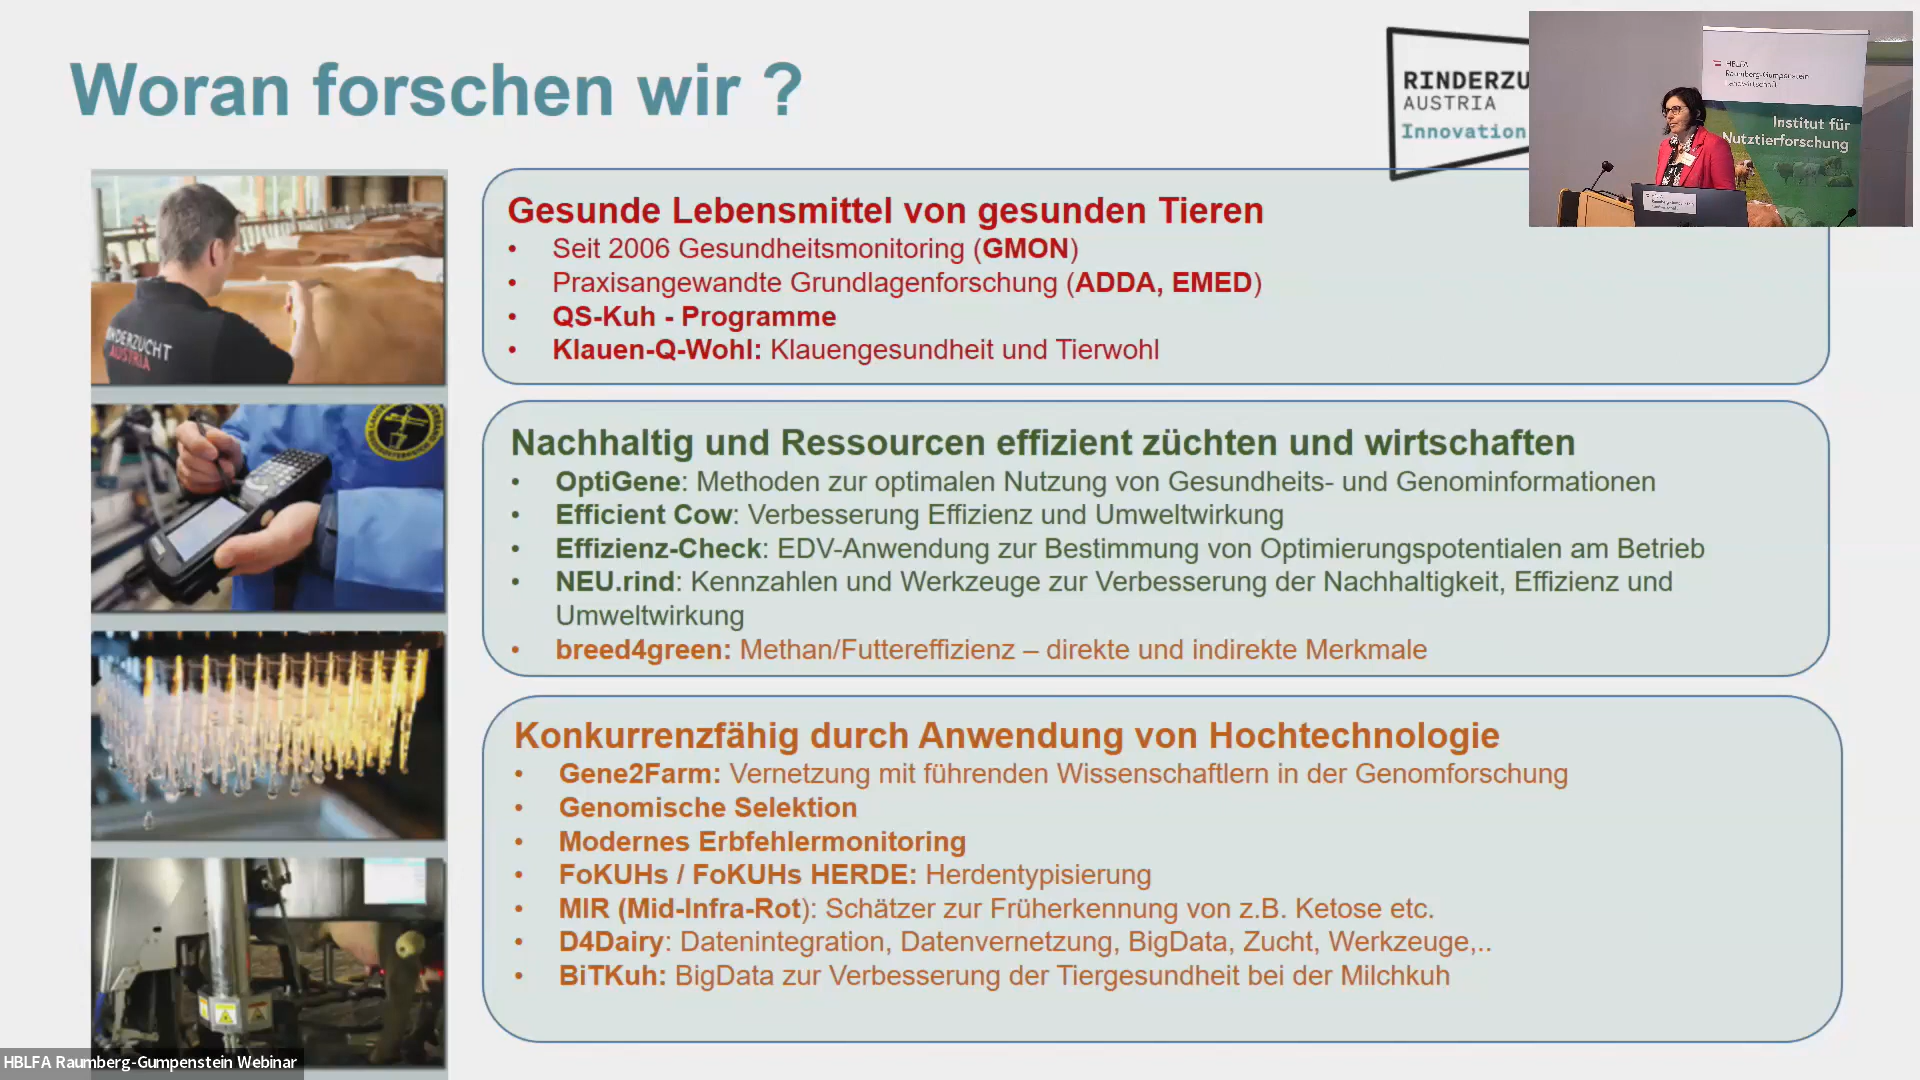 Woran forschen wir ?
RINDERZU
AUSTRIA
Innovation
HBLFA
Raumberg-Gumpenstein
Landwirtschaft
Institut für
Nutztierforschung
Gesunde Lebensmittel von gesunden Tieren
• Seit 2006 Gesundheitsmonitoring (GMON)
• Praxisangewandte Grundlagenforschung (ADDA, EMED)
• QS-Kuh - Programme
• Klauen-Q-Wohl: Klauengesundheit und Tierwohl
RINDERZUCHT
AUSTRIA
Nachhaltig und Ressourcen effizient züchten und wirtschaften
• OptiGene: Methoden zur optimalen Nutzung von Gesundheits- und Genominformationen
• Efficient Cow: Verbesserung Effizienz und Umweltwirkung
• Effizienz-Check: EDV-Anwendung zur Bestimmung von Optimierungspotentialen am Betrieb
• NEU.rind: Kennzahlen und Werkzeuge zur Verbesserung der Nachhaltigkeit, Effizienz und
Umweltwirkung
• breed4green: Methan/Futtereffizienz – direkte und indirekte Merkmale
Konkurrenzfähig durch Anwendung von Hochtechnologie
• Gene2Farm: Vernetzung mit führenden Wissenschaftlern in der Genomforschung
• Genomische Selektion
• Modernes Erbfehlermonitoring
• FoKUHs / FoKUHs HERDE: Herdentypisierung
• MIR (Mid-Infra-Rot): Schätzer zur Früherkennung von z.B. Ketose etc.
• D4Dairy: Datenintegration, Datenvernetzung, BigData, Zucht, Werkzeuge,..
• BiTKuh: BigData zur Verbesserung der Tiergesundheit bei der Milchkuh
HBLFA Raumberg-Gumpenstein Webinar